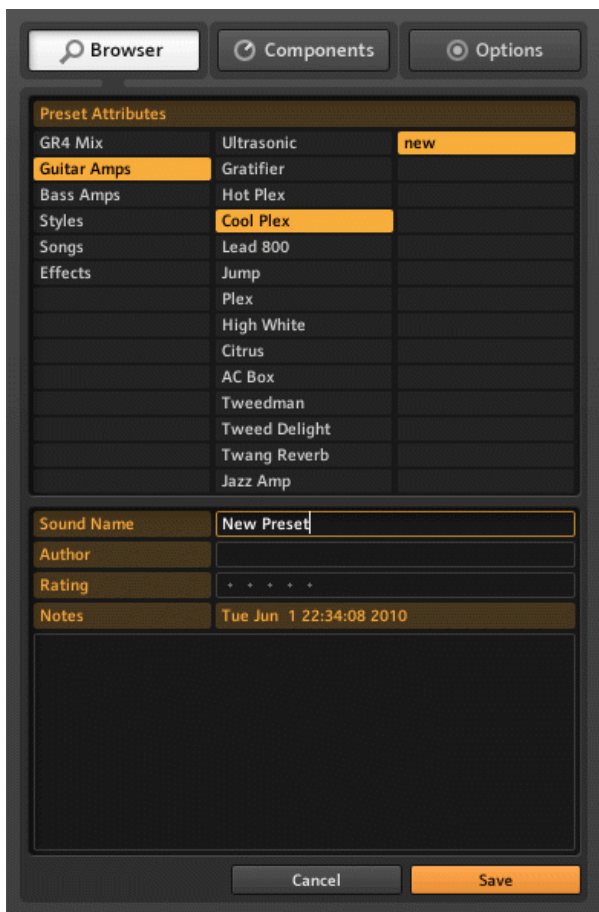 Browser Components Options
Preset Attributes
GR4 Mix Ultrasonic new
Guitar Amps Gratifier
Bass Amps Hot Plex
Styles Cool Plex
Songs Lead 800
Effects Jump
Plex
High White
Citrus
AC Box
Tweedman
Tweed Delight
Twang Reverb
Jazz Amp
Sound Name New Preset
Author
Rating
Notes Tue Jun 1 22:34:08 2010
Cancel Save